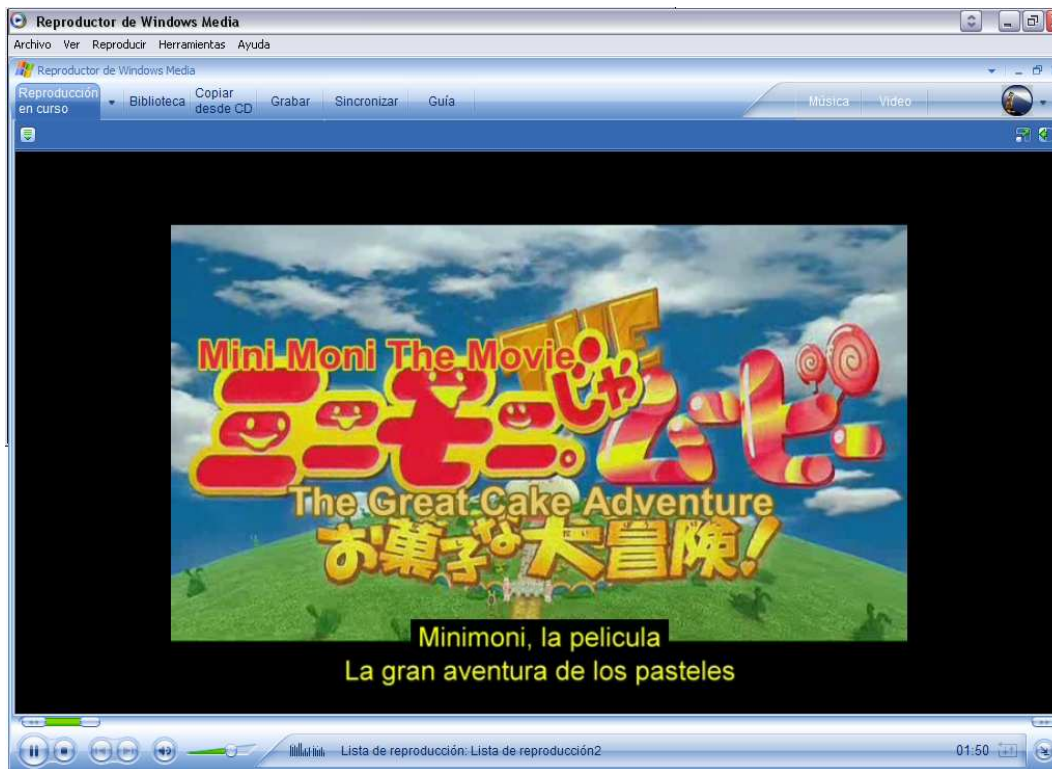 Reproductor de Windows Media
Archivo Ver Reproducir Herramientas Ayuda
Reproductor de Windows Media
Reproducción en curso
Biblioteca
Copiar desde CD
Grabar
Sincronizar
Guía
Música
Video
THE
Mini Moni The Movie
ミニモニ。じゃムービー
The Great Cake Adventure
お菓子な大冒険!
Minimoni, la pelicula
La gran aventura de los pasteles
Lista de reproducción: Lista de reproducción2
01:50